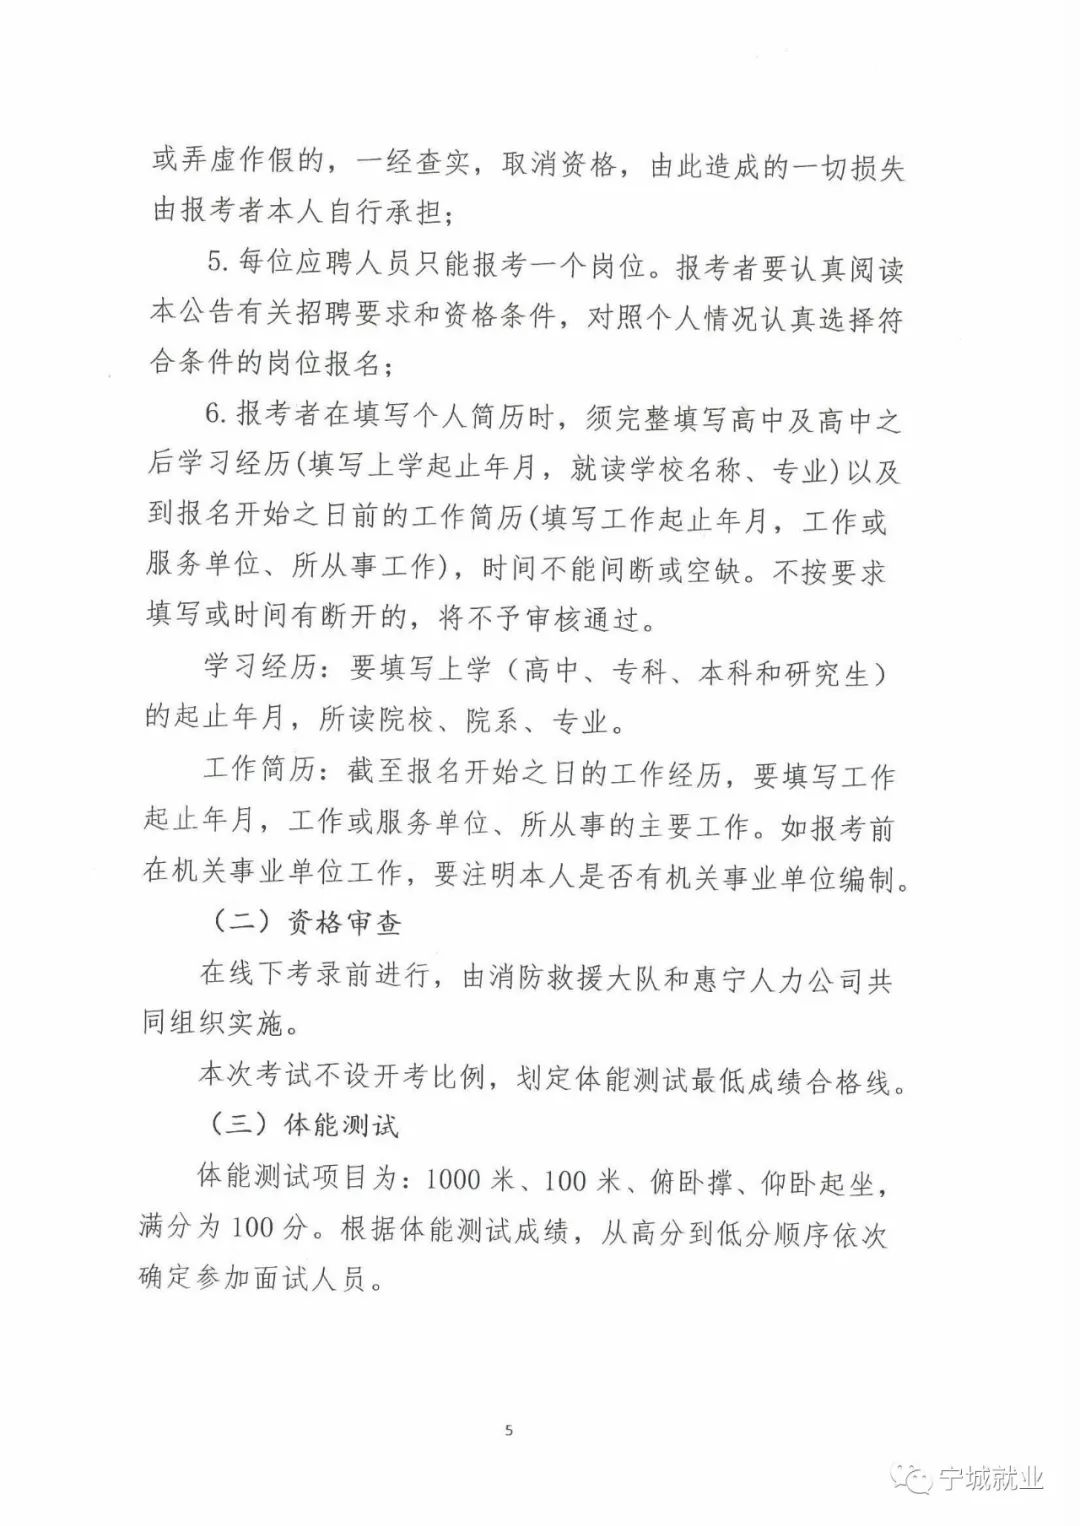 或弄虚作假的，一经查实，取消资格，由此造成的一切损失
由报考者本人自行承担；
5. 每位应聘人员只能报考一个岗位。报考者要认真阅读
本公告有关招聘要求和资格条件，对照个人情况认真选择符
合条件的岗位报名；
6. 报考者在填写个人简历时，须完整填写高中及高中之
后学习经历(填写上学起止年月，就读学校名称、专业)以及
到报名开始之日前的工作简历(填写工作起止年月，工作或
服务单位、所从事工作)，时间不能间断或空缺。不按要求
填写或时间有断开的，将不予审核通过。
学习经历：要填写上学（高中、专科、本科和研究生）
的起止年月，所读院校、院系、专业。
工作简历：截至报名开始之日的工作经历，要填写工作
起止年月，工作或服务单位、所从事的主要工作。如报考前
在机关事业单位工作，要注明本人是否有机关事业单位编制。
（二）资格审查
在线下考录前进行，由消防救援大队和惠宁人力公司共
同组织实施。
本次考试不设开考比例，划定体能测试最低成绩合格线。
（三）体能测试
体能测试项目为：1000 米、100 米、俯卧撑、仰卧起坐，
满分为 100 分。根据体能测试成绩，从高分到低分顺序依次
确定参加面试人员。
5
宁城就业